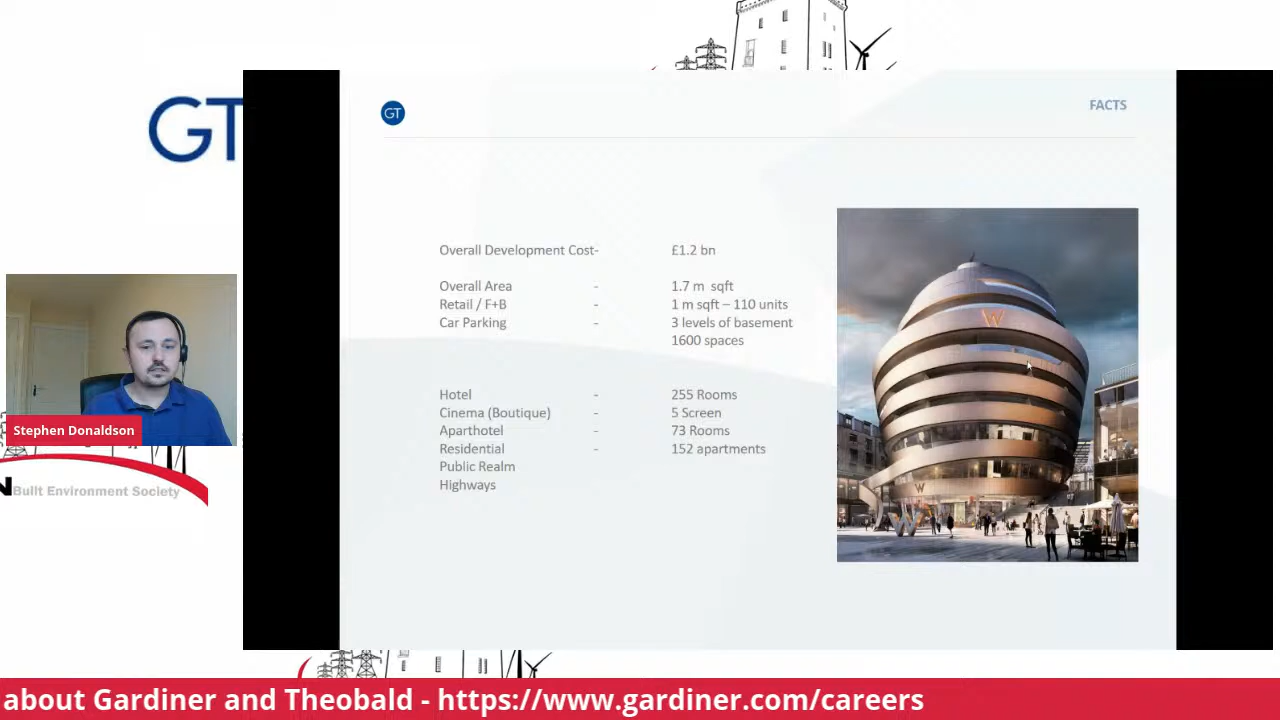 GT
GT
FACTS
Overall Development Cost- £1.2 bn
Overall Area - 1.7 m sqft
Retail / F+B - 1 m sqft – 110 units
Car Parking - 3 levels of basement
1600 spaces
Hotel - 255 Rooms
Cinema (Boutique) - 5 Screen
Aparthotel - 73 Rooms
Residential - 152 apartments
Public Realm
Highways
W
W
W
Stephen Donaldson
N Built Environment Society
about Gardiner and Theobald - https://www.gardiner.com/careers